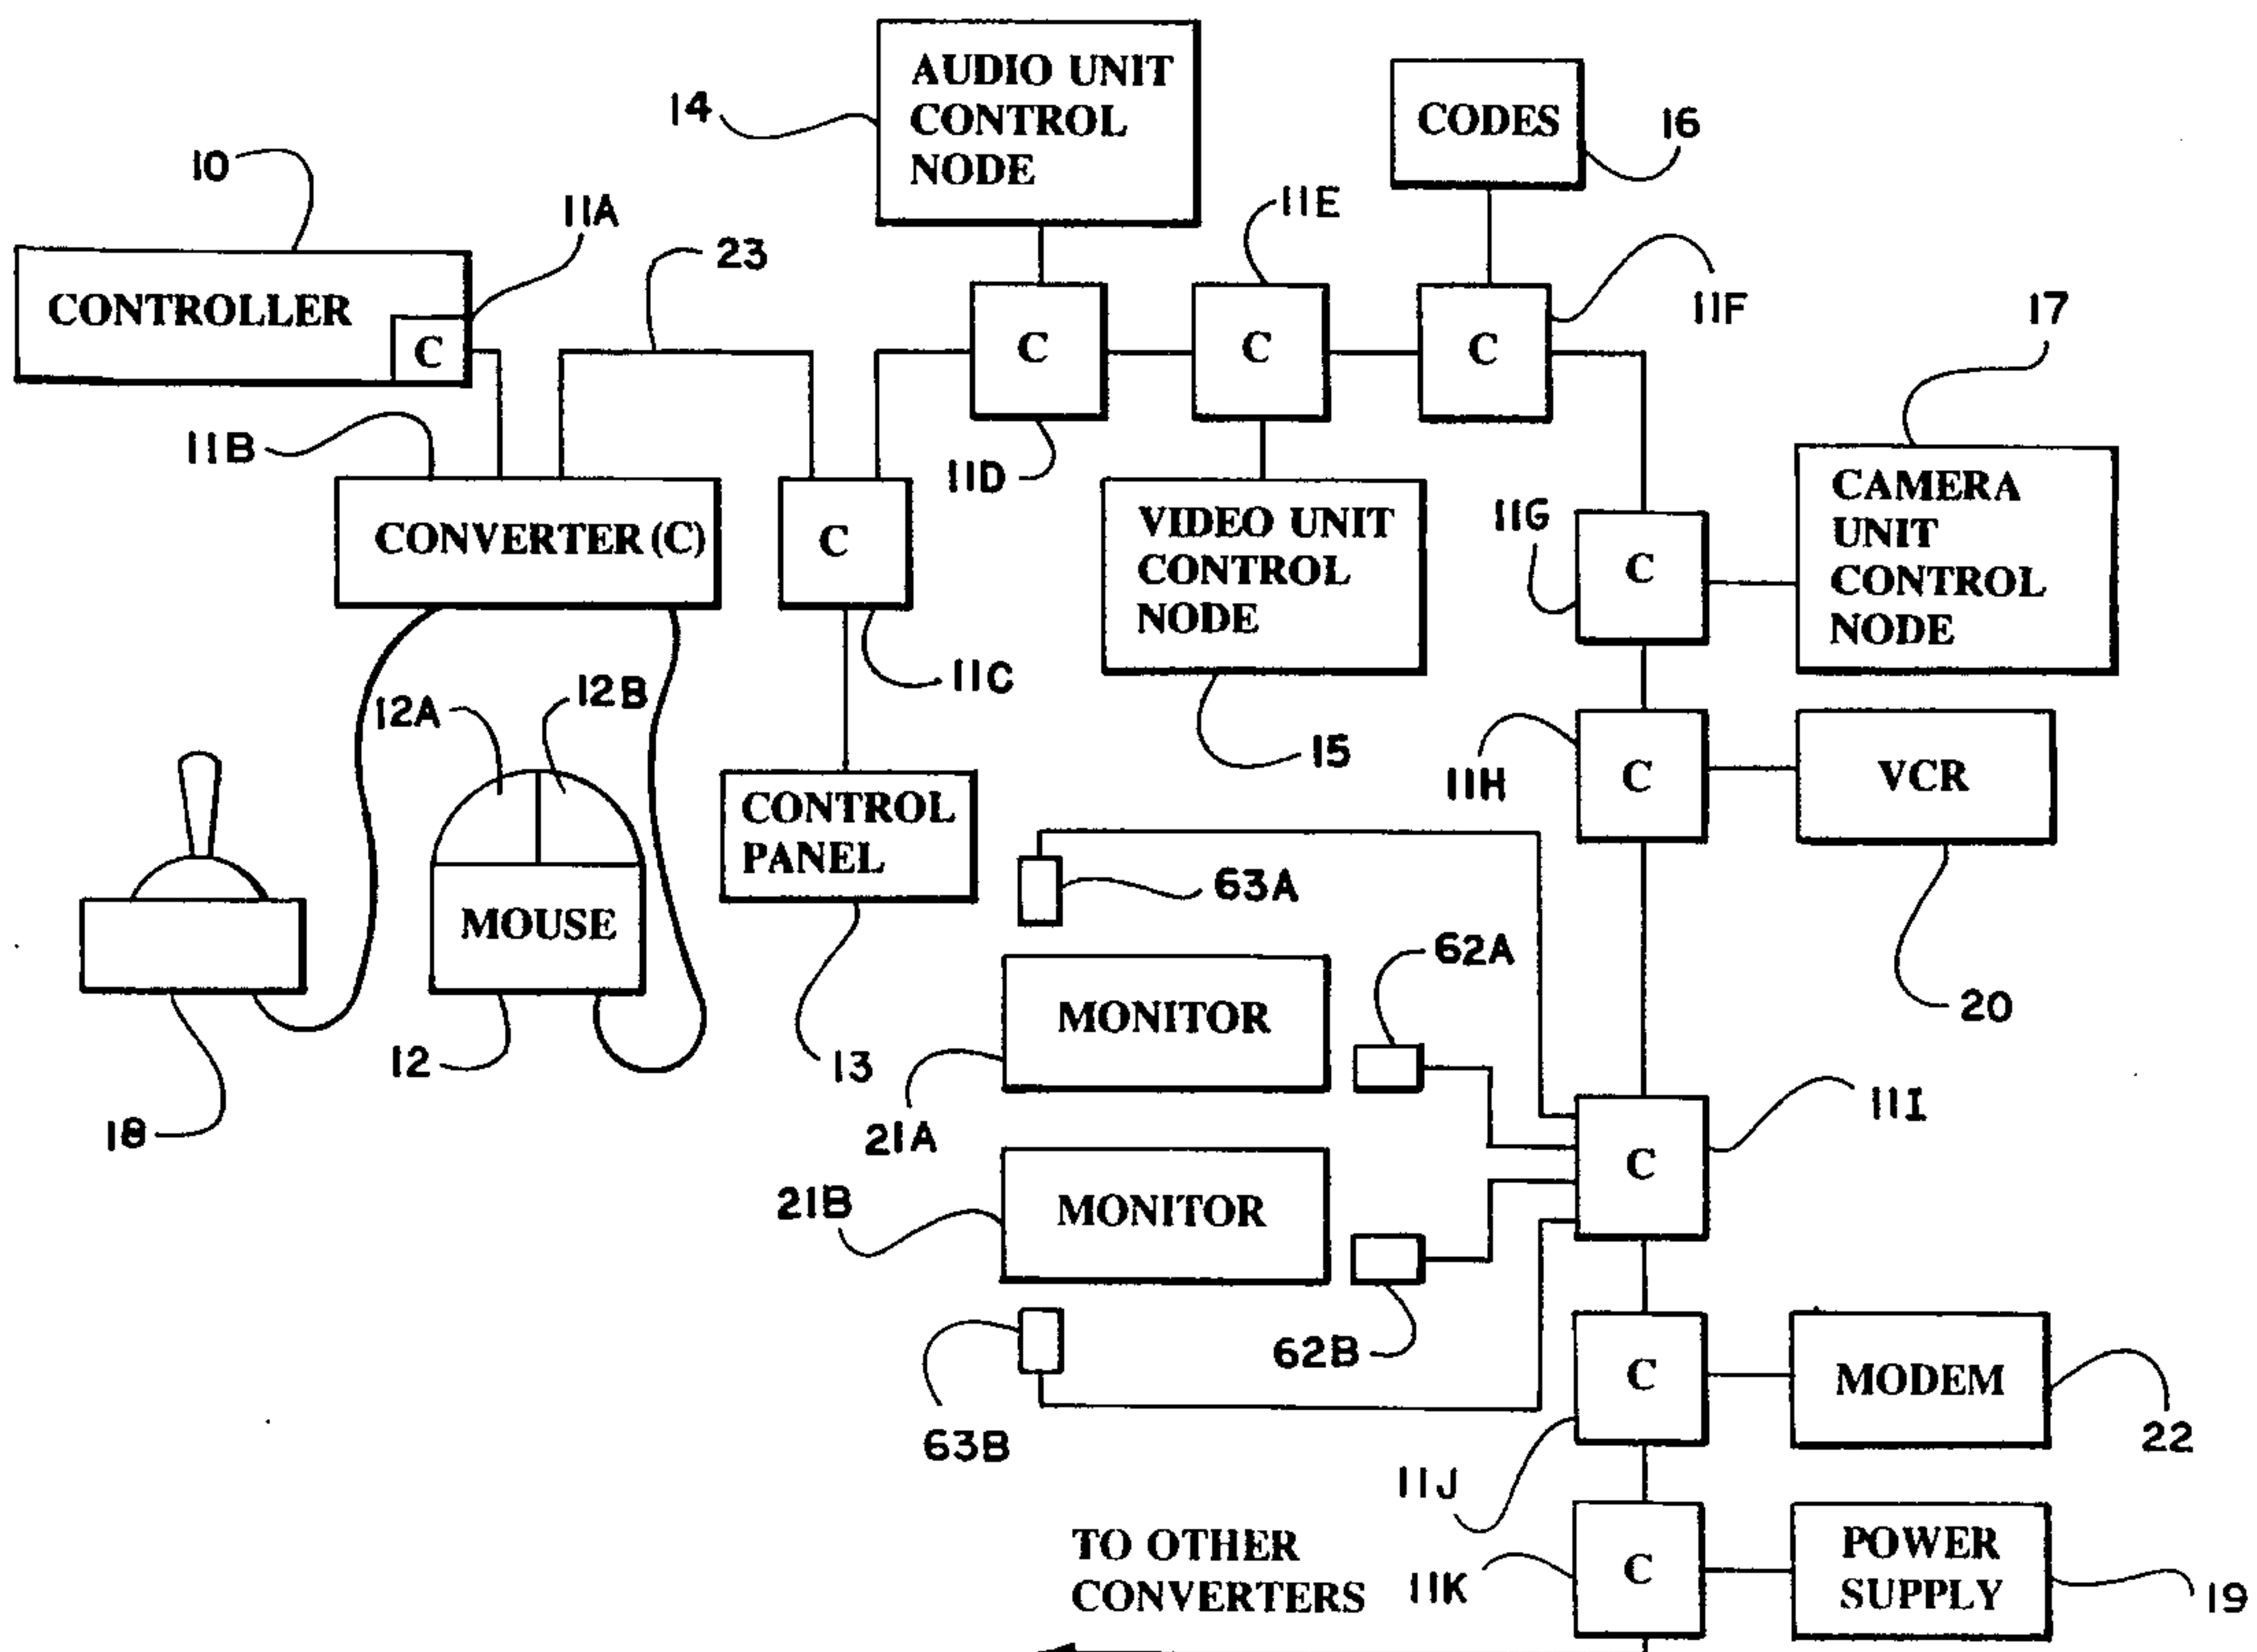 AUDIO UNIT
CONTROL
NODE
14
CODES
16
10
11A
11E
23
CONTROLLER
C
C
C
C
11F
17
11B
11D
CONVERTER (C)
C
VIDEO UNIT
CONTROL
NODE
11G
C
CAMERA
UNIT
CONTROL
NODE
11C
12A
12B
15
11H
C
VCR
CONTROL
PANEL
63A
MOUSE
62A
20
MONITOR
12
13
21A
18
11I
C
21B
MONITOR
62B
63B
C
MODEM
22
11J
TO OTHER
CONVERTERS
11K
C
POWER
SUPPLY
19